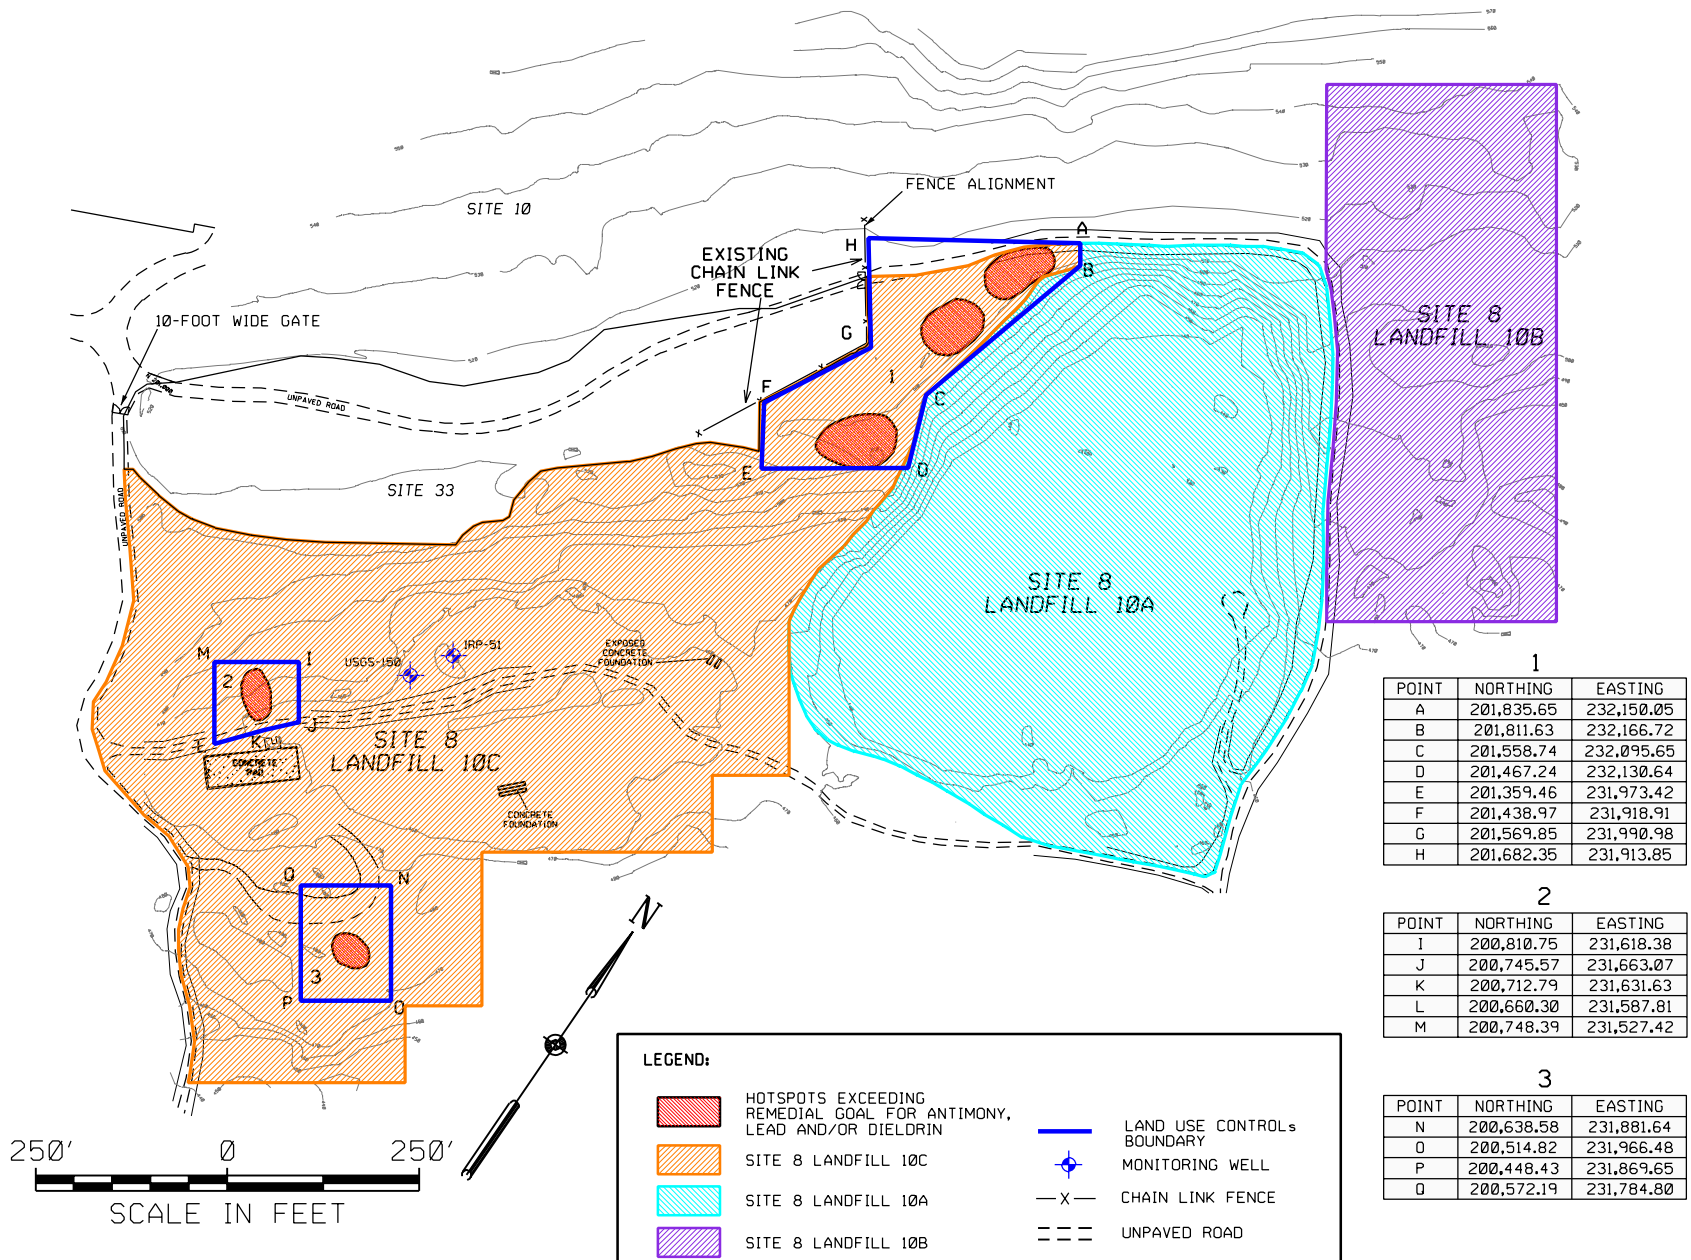 SITE 10
FENCE ALIGNMENT
EXISTING
CHAIN LINK
FENCE
10-FOOT WIDE GATE
UNPAVED ROAD
UNPAVED ROAD
SITE 33
A
B
C
D
E
F
G
H
1
SITE 8
LANDFILL 10B
SITE 8
LANDFILL 10A
M
I
2
J
K
L
USGS-150
IRP-51
EXPOSED
CONCRETE
FOUNDATION
SITE 8
LANDFILL 10C
CONCRETE
PAD
CONCRETE
FOUNDATION
Q
N
3
P
O
N
250'
0
250'
SCALE IN FEET
LEGEND:
HOTSPOTS EXCEEDING
REMEDIAL GOAL FOR ANTIMONY,
LEAD AND/OR DIELDRIN
SITE 8 LANDFILL 10C
SITE 8 LANDFILL 10A
SITE 8 LANDFILL 10B
LAND USE CONTROLs
BOUNDARY
MONITORING WELL
—X— CHAIN LINK FENCE
UNPAVED ROAD
1
POINT NORTHING EASTING
A 201,835.65 232,150.05
B 201,811.63 232,166.72
C 201,558.74 232,095.65
D 201,467.24 232,130.64
E 201,359.46 231,973.42
F 201,438.97 231,918.91
G 201,569.85 231,990.98
H 201,682.35 231,913.85
2
POINT NORTHING EASTING
I 200,810.75 231,618.38
J 200,745.57 231,663.07
K 200,712.79 231,631.63
L 200,660.30 231,587.81
M 200,748.39 231,527.42
3
POINT NORTHING EASTING
N 200,638.58 231,881.64
O 200,514.82 231,966.48
P 200,448.43 231,869.65
Q 200,572.19 231,784.80